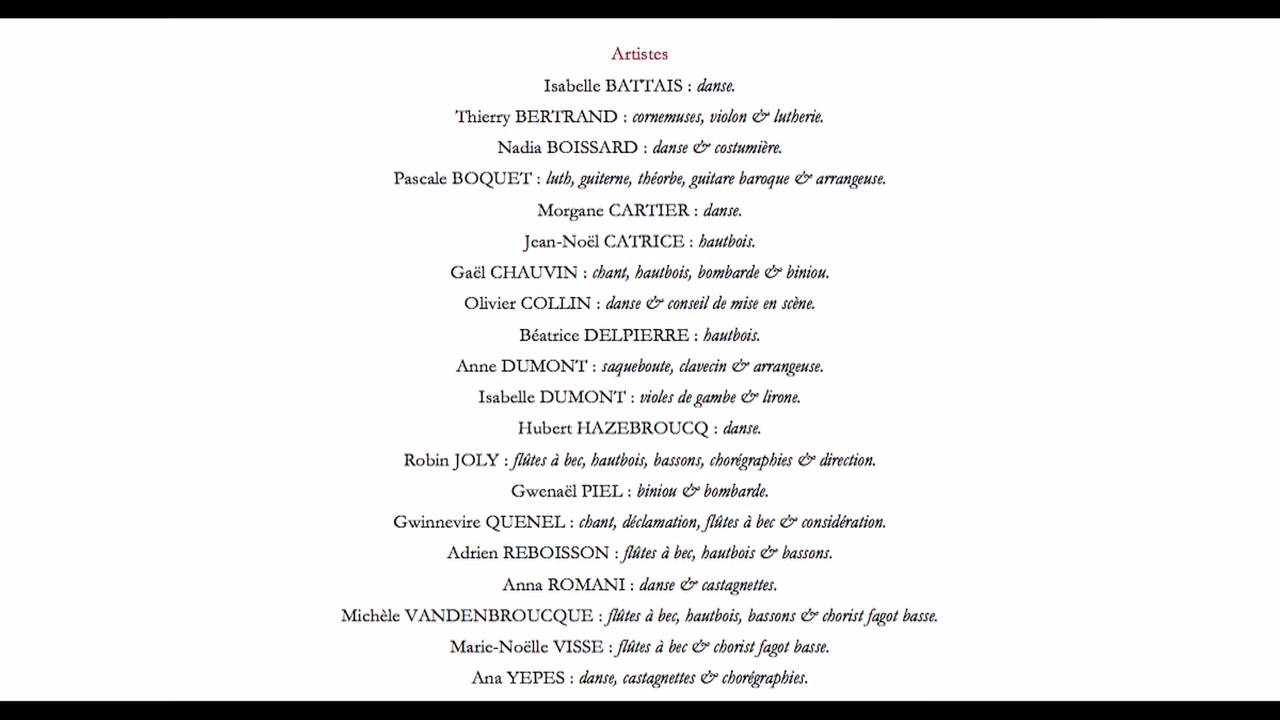 Artistes
Isabelle BATTAIS : danse.
Thierry BERTRAND : cornemuses, violon & lutherie.
Nadia BOISSARD : danse & costumière.
Pascale BOQUET : luth, guiterne, théorbe, guitare baroque & arrangeuse.
Morgane CARTIER : danse.
Jean-Noël CATRICE : hautbois.
Gaël CHAUVIN : chant, hautbois, bombarde & biniou.
Olivier COLLIN : danse & conseil de mise en scène.
Béatrice DELPIERRE : hautbois.
Anne DUMONT : saqueboute, clavecin & arrangeuse.
Isabelle DUMONT : violes de gambe & lirone.
Hubert HAZEBROUCQ : danse.
Robin JOLY : flûtes à bec, hautbois, bassons, chorégraphies & direction.
Gwenaël PIEL : biniou & bombarde.
Gwinnevire QUENEL : chant, déclamation, flûtes à bec & considération.
Adrien REBOISSON : flûtes à bec, hautbois & bassons.
Anna ROMANI : danse & castagnettes.
Michèle VANDENBROUCQUE : flûtes à bec, hautbois, bassons & chorist fagot basse.
Marie-Noëlle VISSE : flûtes à bec & chorist fagot basse.
Ana YEPES : danse, castagnettes & chorégraphies.